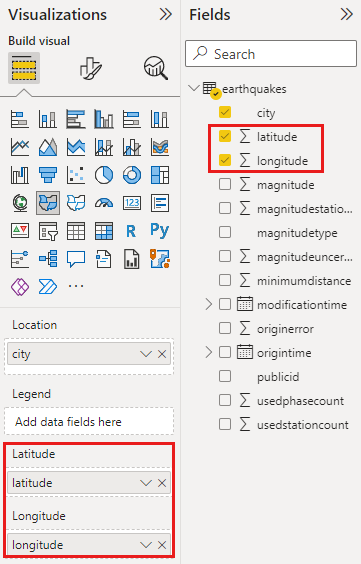 Visualizations
Build visual
123
R
Py
Location
city
Legend
Add data fields here
Latitude
latitude
Longitude
longitude
Fields
Search
earthquakes
city
latitude
longitude
magnitude
magnitudestatio...
magnitudetype
magnitudeuncer...
minimumdistance
modificationtime
originerror
origintime
publicid
usedphasecount
usedstationcount